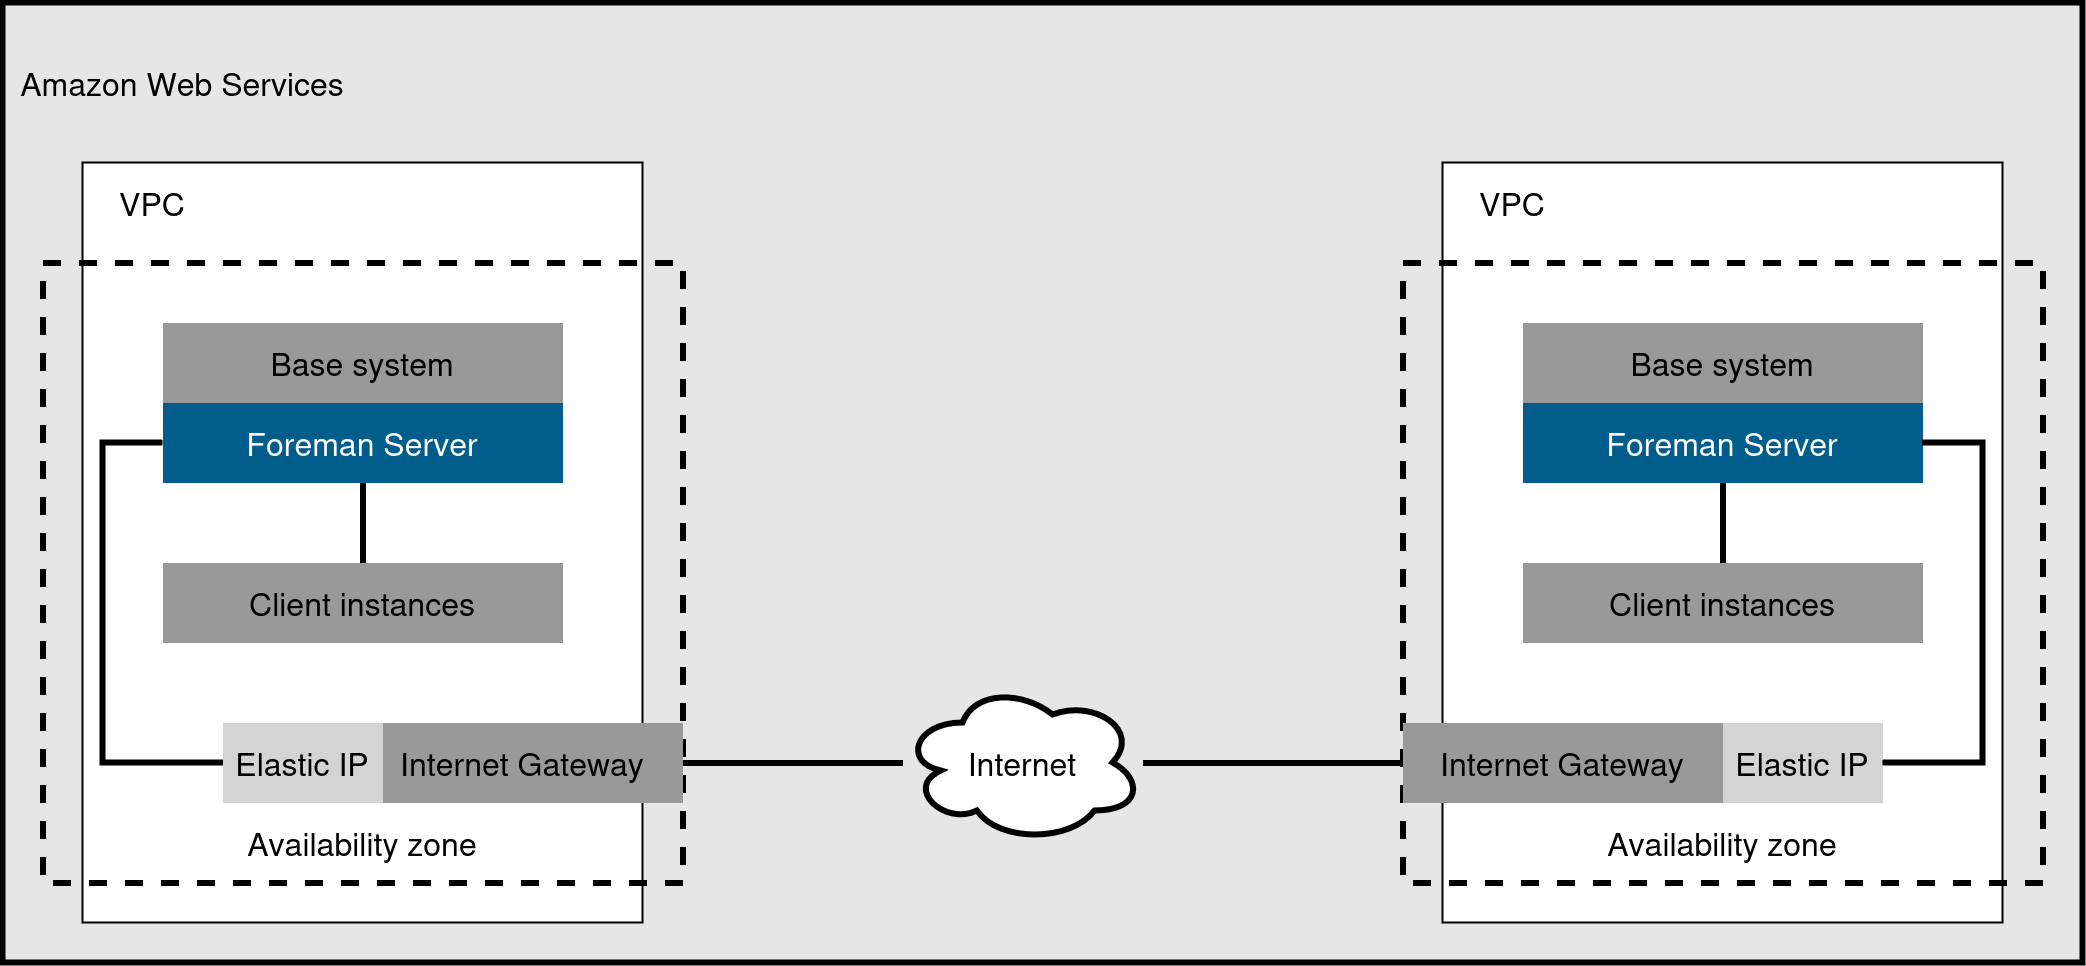 Amazon Web Services
VPC
Base system
Foreman Server
Client instances
Elastic IP
Internet Gateway
Availability zone
Internet
VPC
Base system
Foreman Server
Client instances
Internet Gateway
Elastic IP
Availability zone